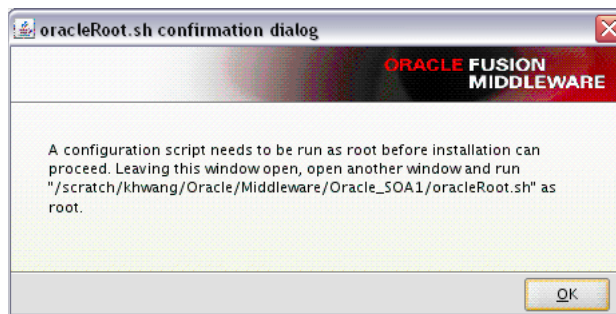 oracleRoot.sh confirmation dialog
ORACLE FUSION
MIDDLEWARE
A configuration script needs to be run as root before installation can
proceed. Leaving this window open, open another window and run
"/scratch/khwang/Oracle/Middleware/Oracle_SOA1/oracleRoot.sh" as
root.
OK